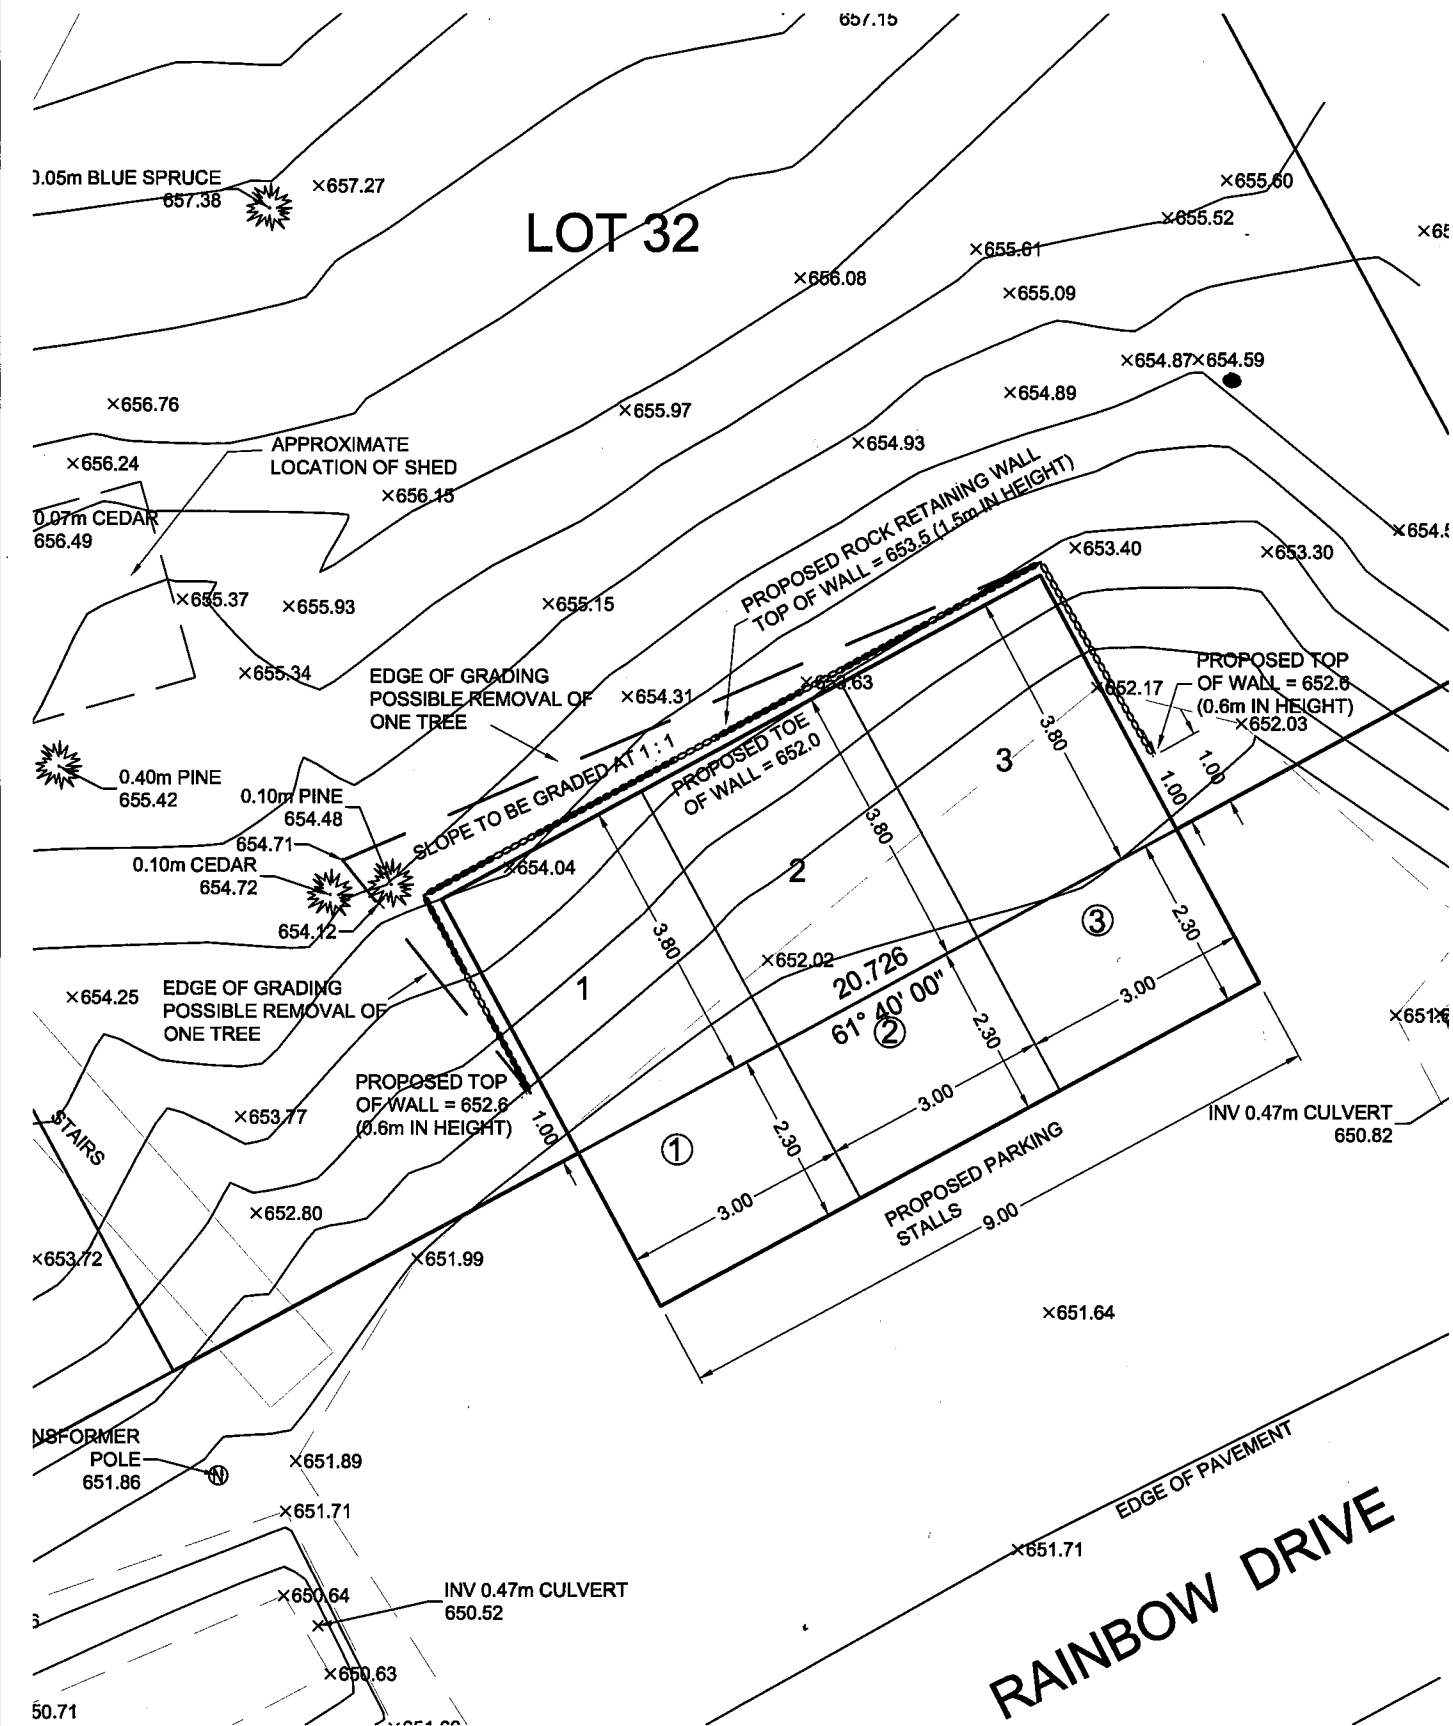 657.15
0.05m BLUE SPRUCE
657.38
×657.27
×655.60
×655.52
LOT 32
×655.61
×656.08
×655.09
×654.87
×654.59
×654.89
×656.76
×655.97
APPROXIMATE
LOCATION OF SHED
×654.93
×656.24
×656.15
PROPOSED ROCK RETAINING WALL
TOP OF WALL = 653.5 (1.5m IN HEIGHT)
0.07m CEDAR
656.49
×653.40
×653.30
×655.37
×655.93
×655.15
×655.34
EDGE OF GRADING
POSSIBLE REMOVAL OF
ONE TREE
×654.31
×653.63
×652.17
PROPOSED TOP
OF WALL = 652.6
(0.6m IN HEIGHT)
×652.03
SLOPE TO BE GRADED AT 1 : 1
PROPOSED TOE
OF WALL = 652.0
3.80
3
1.00
1.00
0.40m PINE
655.42
0.10m PINE
654.48
654.71
0.10m CEDAR
654.72
×654.04
3.80
2
654.12
3.80
③
2.30
×652.02
20.726
61° 40' 00"
②
EDGE OF GRADING
POSSIBLE REMOVAL OF
ONE TREE
×654.25
1
3.00
2.30
PROPOSED TOP
OF WALL = 652.6
(0.6m IN HEIGHT)
1.00
×653.77
STAIRS
①
2.30
3.00
INV 0.47m CULVERT
650.82
PROPOSED PARKING
STALLS
3.00
9.00
×652.80
×653.72
×651.99
×651.64
POLE
651.86
×651.89
×651.71
EDGE OF PAVEMENT
×651.71
RAINBOW DRIVE
×650.64
INV 0.47m CULVERT
650.52
×650.63